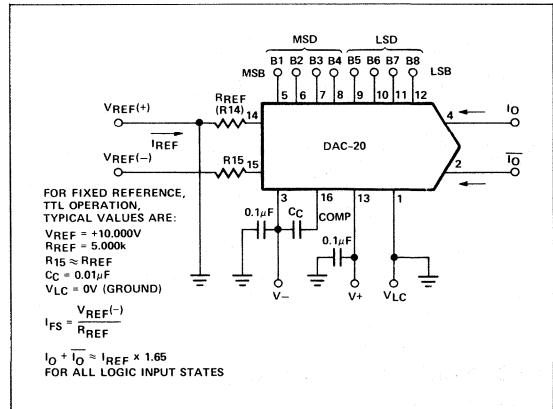 MSD LSD
B1 B2 B3 B4 B5 B6 B7 B8
MSB LSB
5 6 7 8 9 10 11 12
VREF(+)
RREF
(R14)
14
IREF
4
IO
DAC-20
VREF(-)
R15
15
2
IO
3 16 13 1
0.1μF
CC
COMP
0.1μF
V- V+ VLC
FOR FIXED REFERENCE,
TTL OPERATION,
TYPICAL VALUES ARE:
VREF = +10.000V
RREF = 5.000k
R15 ≈ RREF
CC = 0.01μF
VLC = 0V (GROUND)
IFS = VREF(-) / RREF
IO + IO ≈ IREF x 1.65
FOR ALL LOGIC INPUT STATES